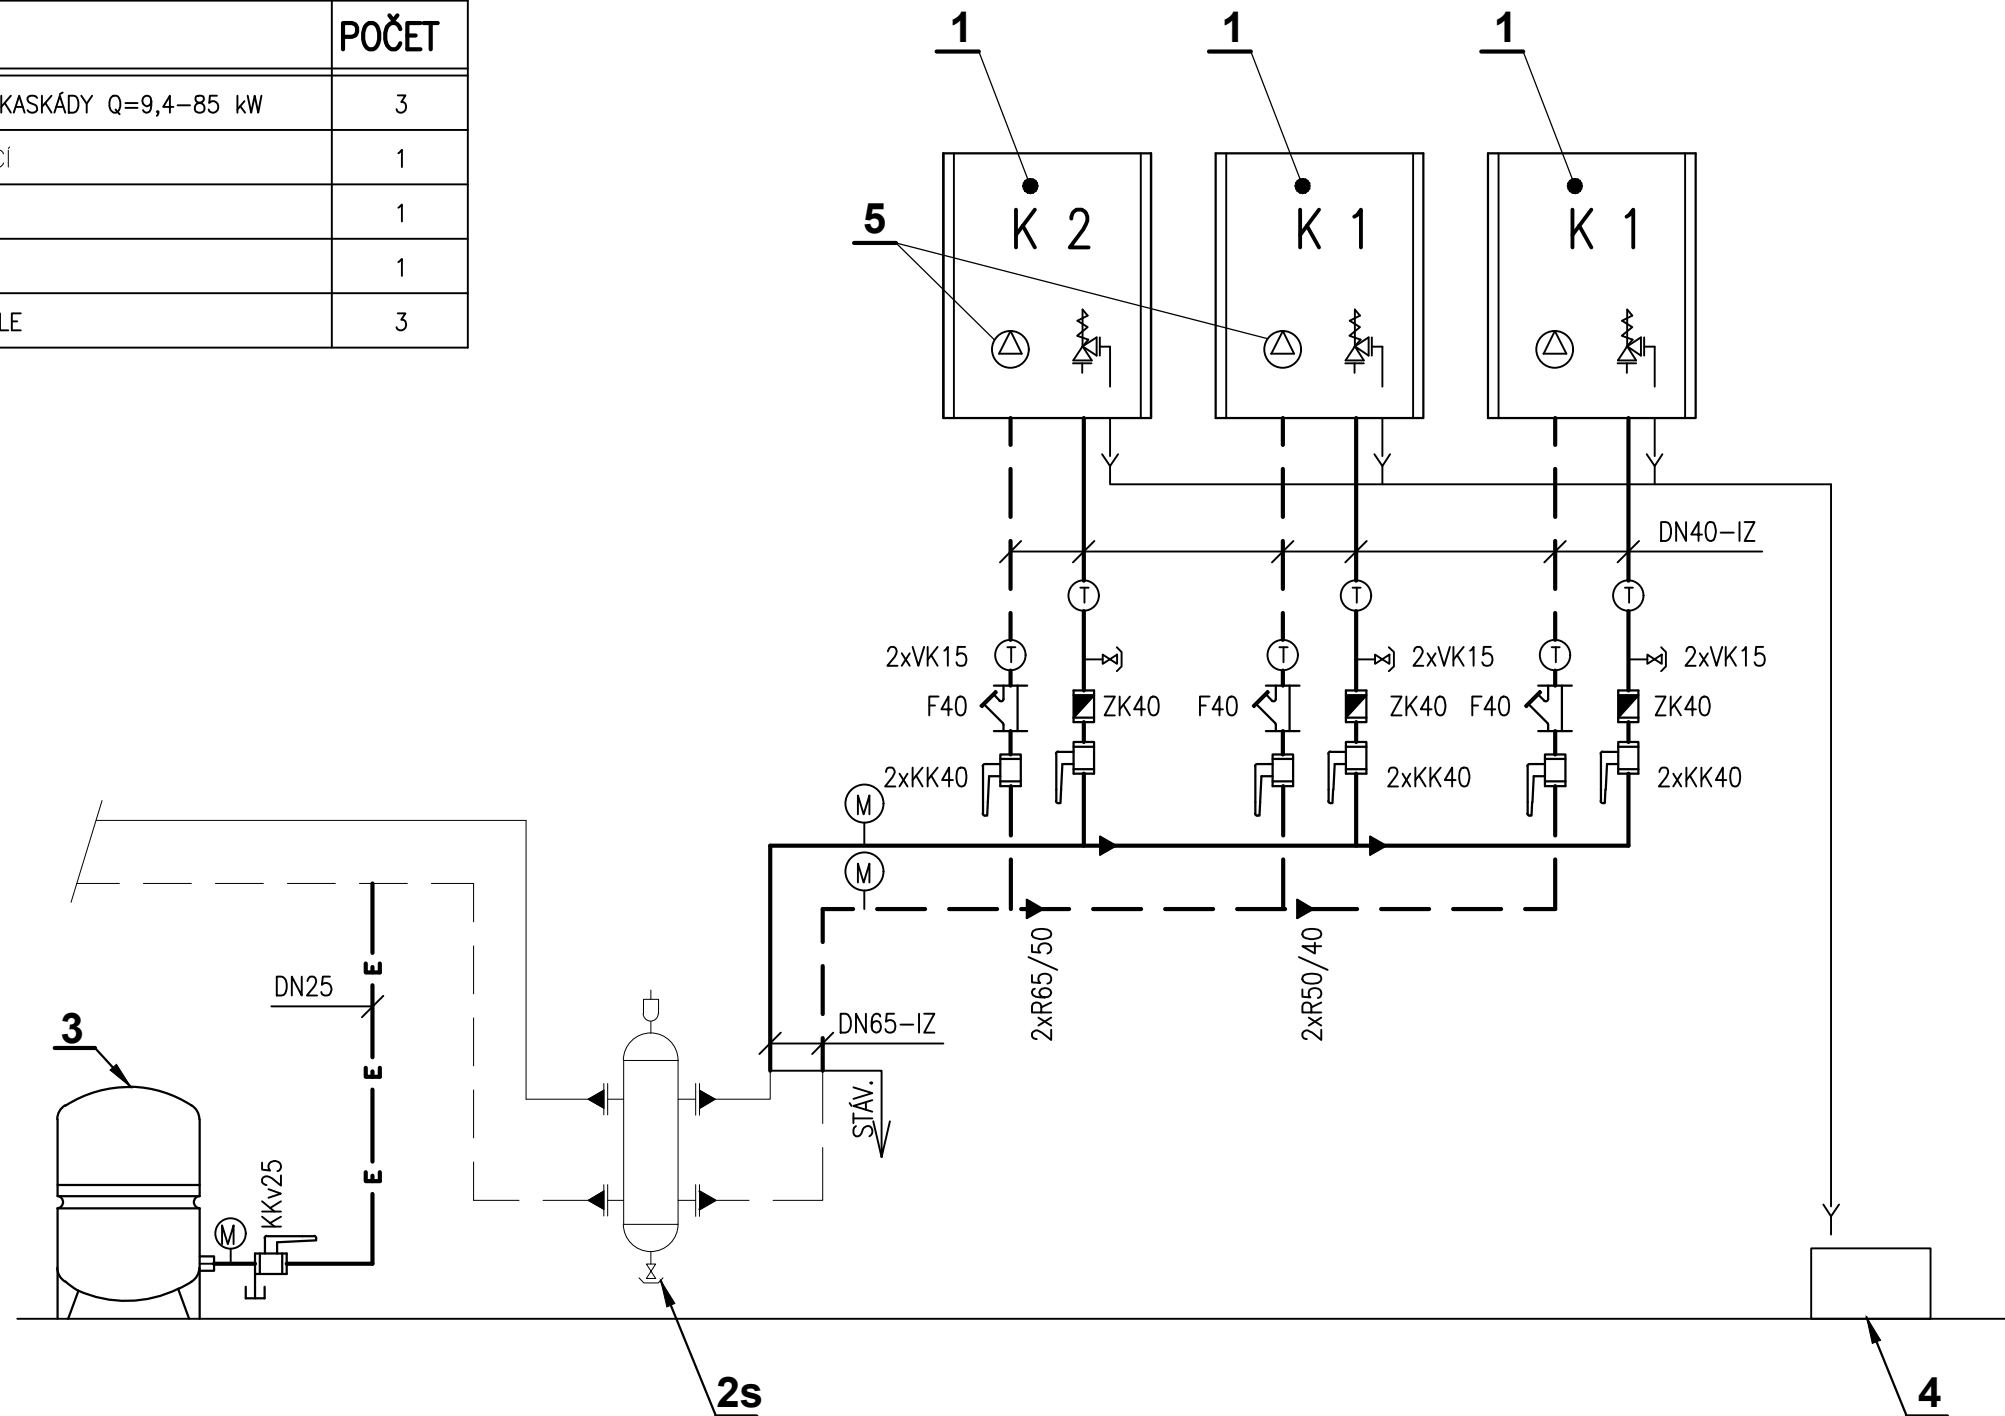 POČET
KASKÁDY Q=9,4-85 kW 3
CÍ 1
1
1
LE 3
1 1 1
K 2 K 1 K 1
5
DN40-IZ
T T T
2xVK15 T T 2xVK15 T 2xVK15
F40 ZK40 F40 ZK40 F40 ZK40
2xKK40 2xKK40 2xKK40
M
M
2xR65/50 2xR50/40
E
DN25
DN65-IZ
3
E
STÁV.
E
KKv25
M
2s 4